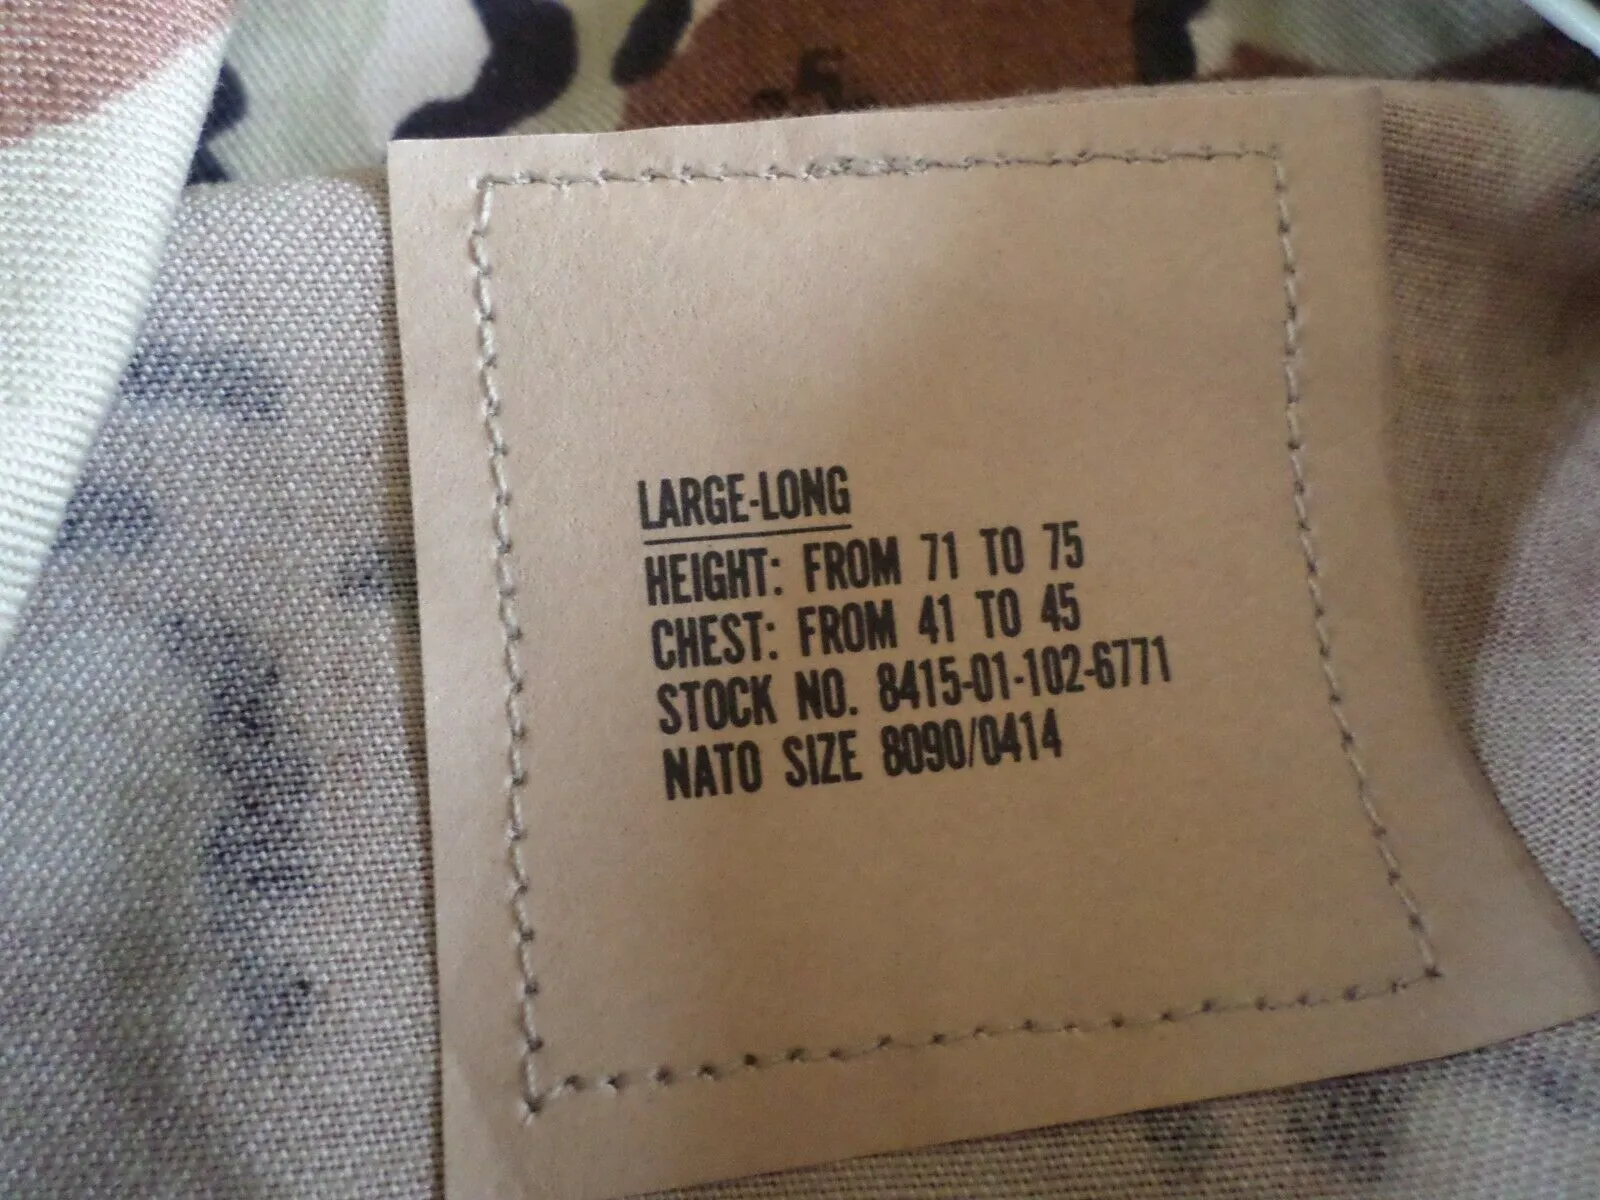 LARGE-LONG
HEIGHT: FROM 71 TO 75
CHEST: FROM 41 TO 45
STOCK NO. 8415-01-102-6771
NATO SIZE 8090/0414